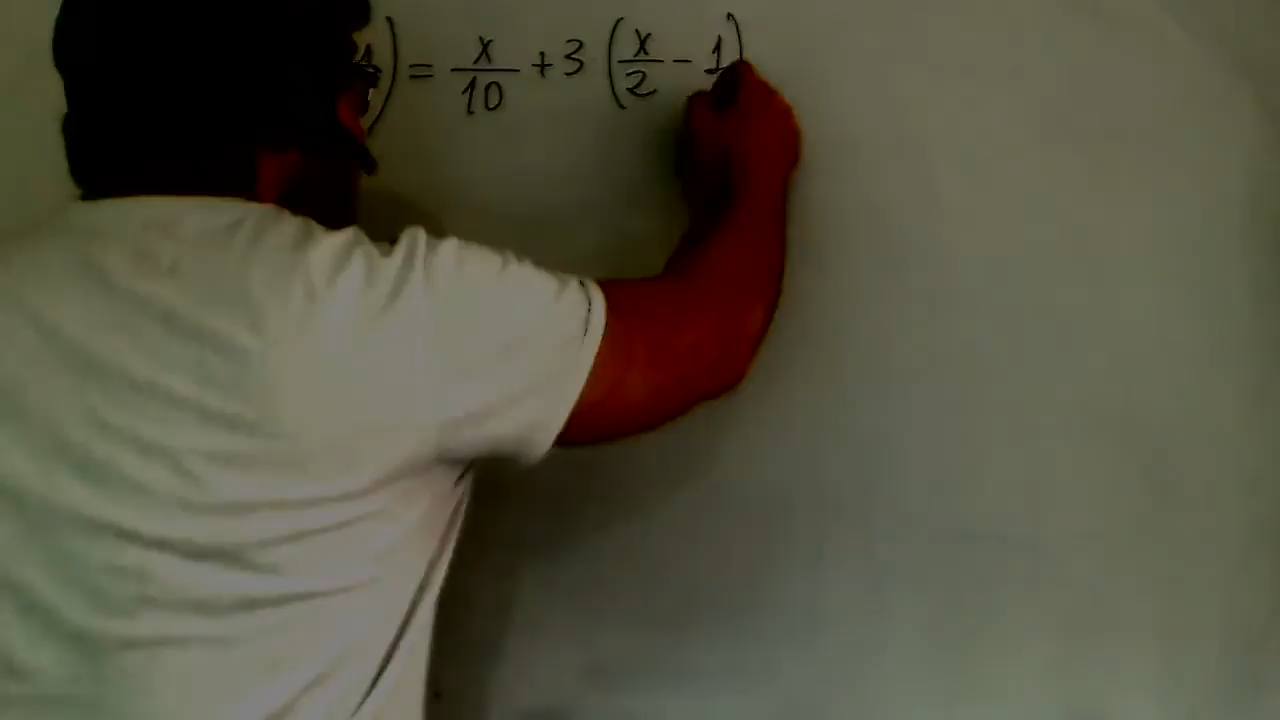 ) = x/10 + 3 (x/2 - 1)